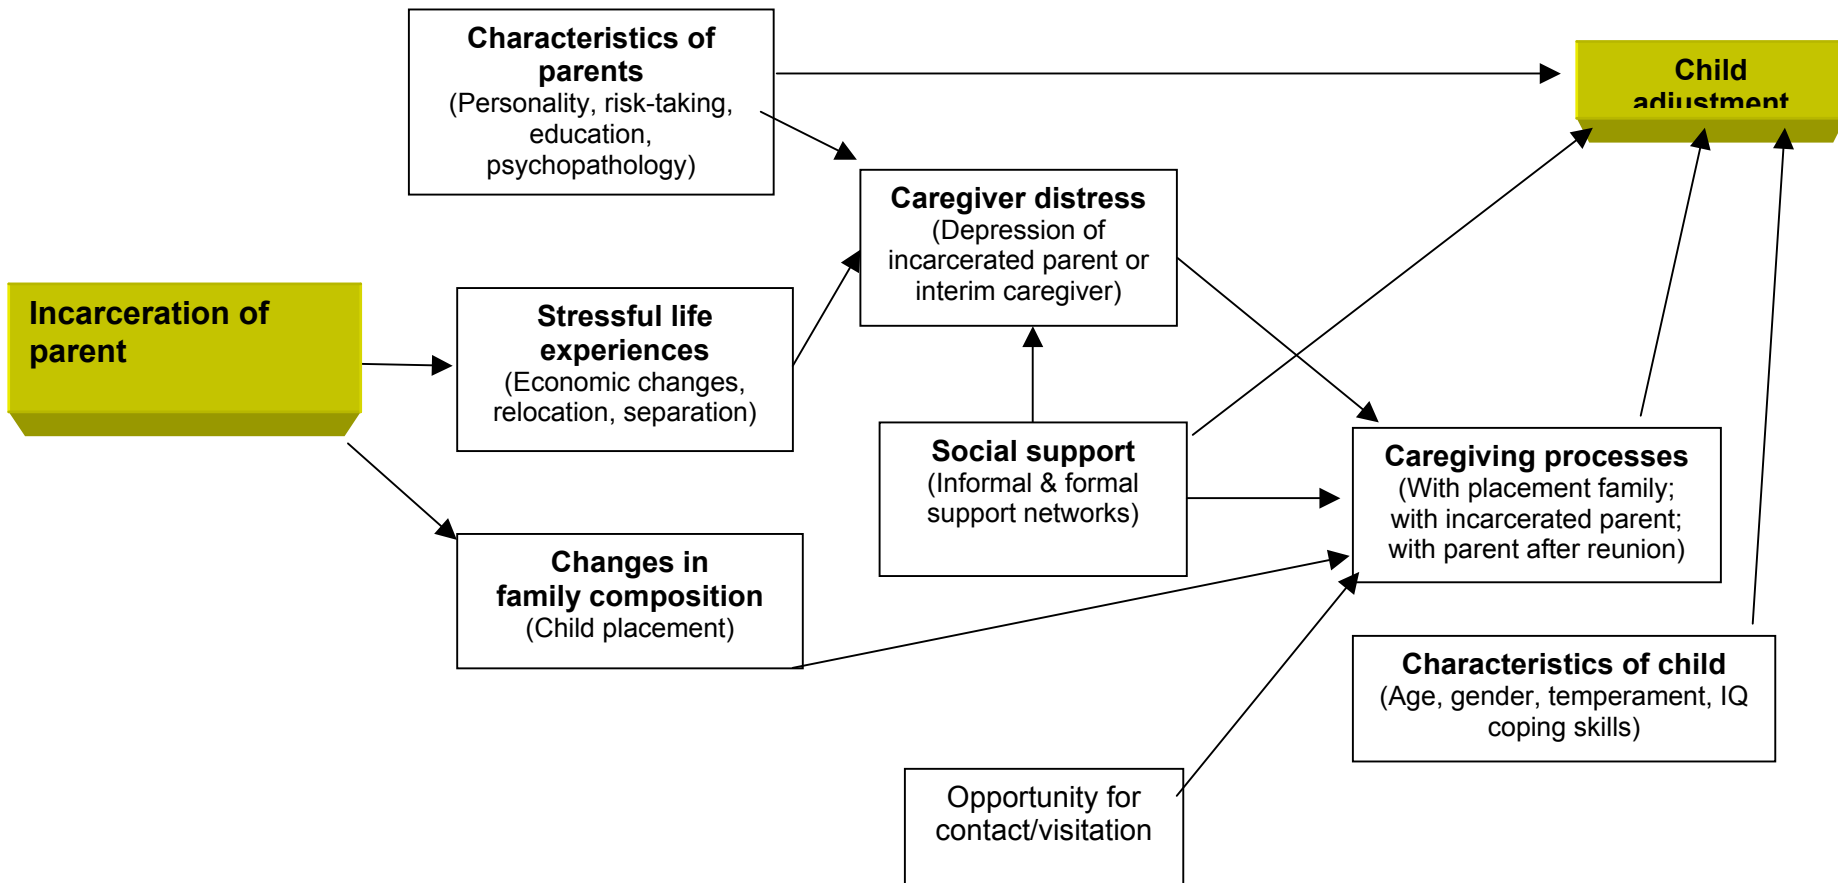 Characteristics of
parents
(Personality, risk-taking,
education,
psychopathology)
Child
adjustment
Caregiver distress
(Depression of
incarcerated parent or
interim caregiver)
Incarceration of
parent
Stressful life
experiences
(Economic changes,
relocation, separation)
Social support
(Informal & formal
support networks)
Caregiving processes
(With placement family;
with incarcerated parent;
with parent after reunion)
Changes in
family composition
(Child placement)
Characteristics of child
(Age, gender, temperament, IQ
coping skills)
Opportunity for
contact/visitation